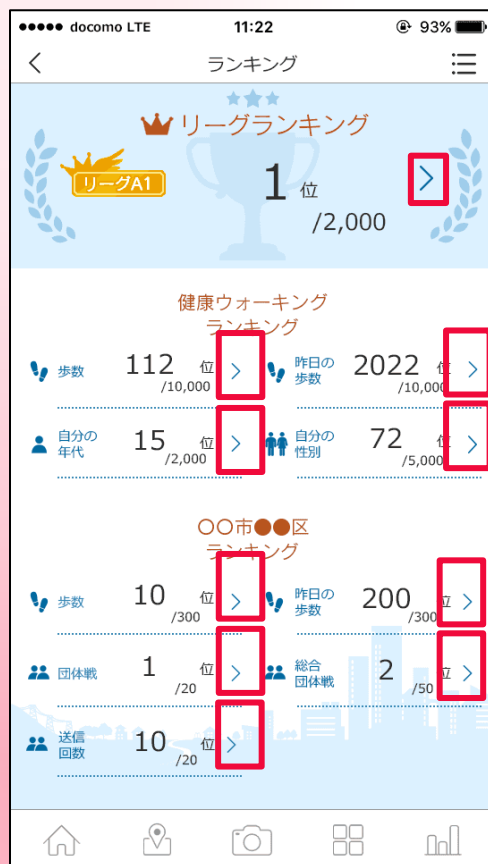 docomo LTE 11:22 93%
ランキング
リーグランキング
リーグA1
1位
/2,000
健康ウォーキング
ランキング
歩数 112 位 /10,000
昨日の歩数 2022 位 /10,000
自分の年代 15 位 /2,000
自分の性別 72 位 /5,000
〇〇市●●区
ランキング
歩数 10 位 /300
昨日の歩数 200 位 /300
団体戦 1 位 /20
総合団体戦 2 位 /50
送信回数 10 位 /20